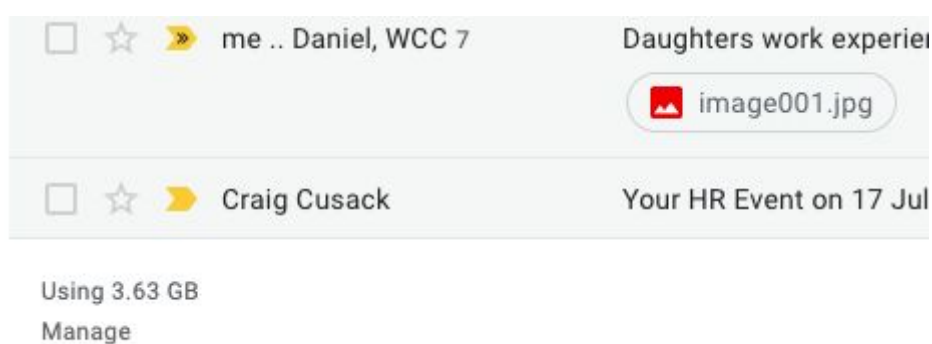 me .. Daniel, WCC 7 Daughters work
image001.jpg
Craig Cusack Your HR Event on 17 Jul
Using 3.63 GB
Manage